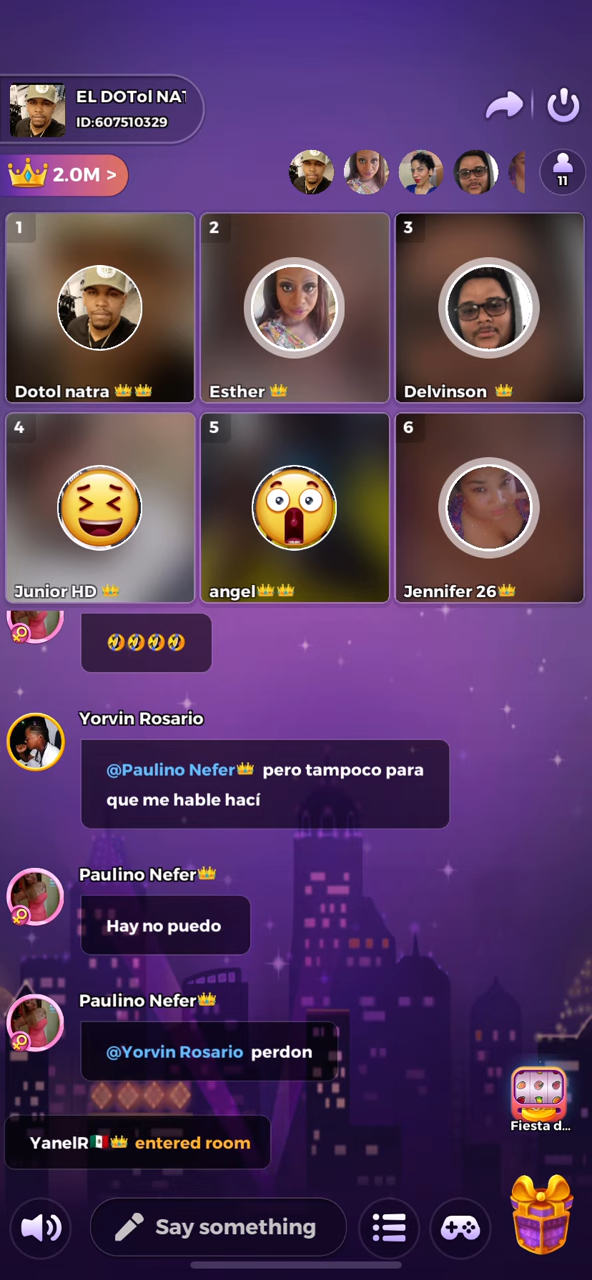 EL DOTol NAT
ID:607510329
2.0M >
11
1
2
3
Dotol natra 👑👑
Esther 👑
Delvinson 👑
4
5
6
Junior HD 👑
angel👑👑
Jennifer 26👑
🤣🤣🤣🤣
Yorvin Rosario
@Paulino Nefer👑 pero tampoco para
que me hable hací
Paulino Nefer👑
Hay no puedo
Paulino Nefer👑
@Yorvin Rosario perdon
Fiesta d...
YanelR🇲🇽👑 entered room
Say something